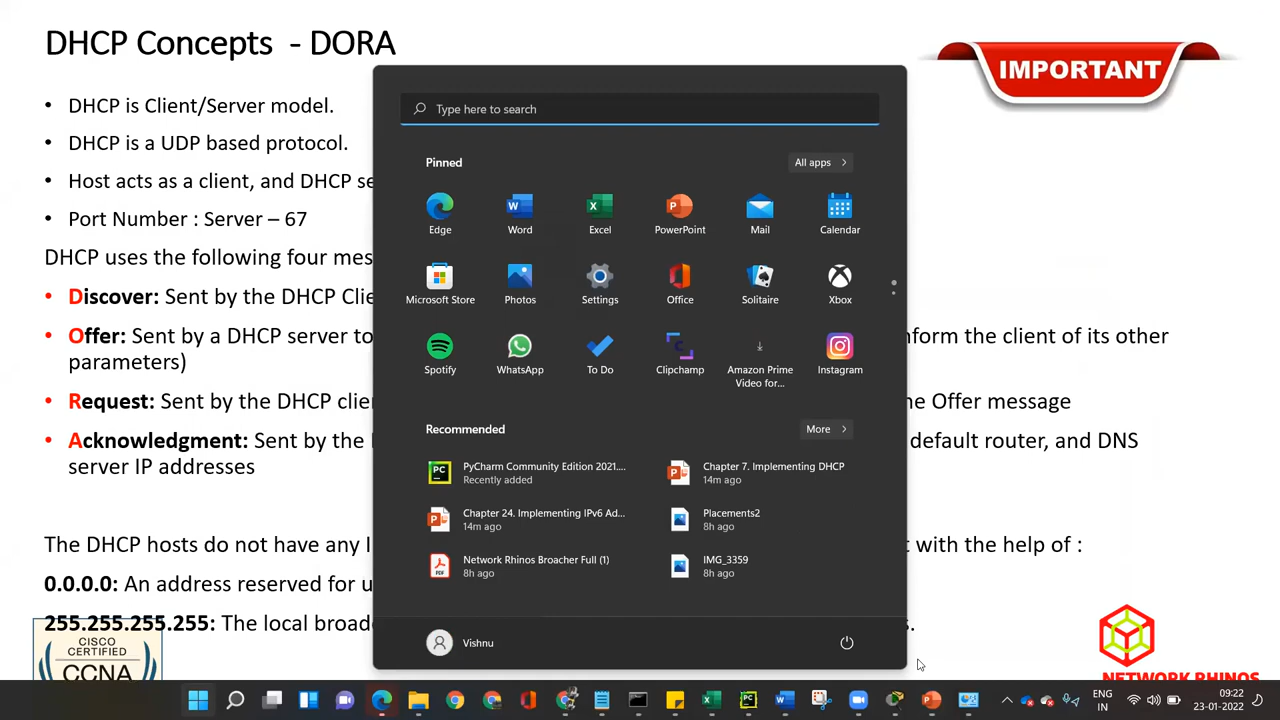 DHCP Concepts - DORA
IMPORTANT
• DHCP is Client/Server model.
• DHCP is a UDP based protocol.
• Host acts as a client, and DHCP se
• Port Number : Server – 67
DHCP uses the following four mes
• Discover: Sent by the DHCP Clie
• Offer: Sent by a DHCP server to
nform the client of its other
parameters)
• Request: Sent by the DHCP clien
e Offer message
• Acknowledgment: Sent by the
default router, and DNS
server IP addresses
The DHCP hosts do not have any I
t with the help of :
0.0.0.0: An address reserved for u
255.255.255.255: The local broad
s.
CISCO
CERTIFIED
CCNA
NETWORK RHINOS
Type here to search
Pinned
All apps
Edge
Word
Excel
PowerPoint
Mail
Calendar
Microsoft Store
Photos
Settings
Office
Solitaire
Xbox
Spotify
WhatsApp
To Do
Clipchamp
Amazon Prime
Video for...
Instagram
Recommended
More
PyCharm Community Edition 2021....
Recently added
Chapter 7. Implementing DHCP
14m ago
Chapter 24. Implementing IPv6 Ad...
14m ago
Placements2
8h ago
Network Rhinos Broacher Full (1)
8h ago
IMG_3359
8h ago
Vishnu
ENG
IN
09:22
23-01-2022